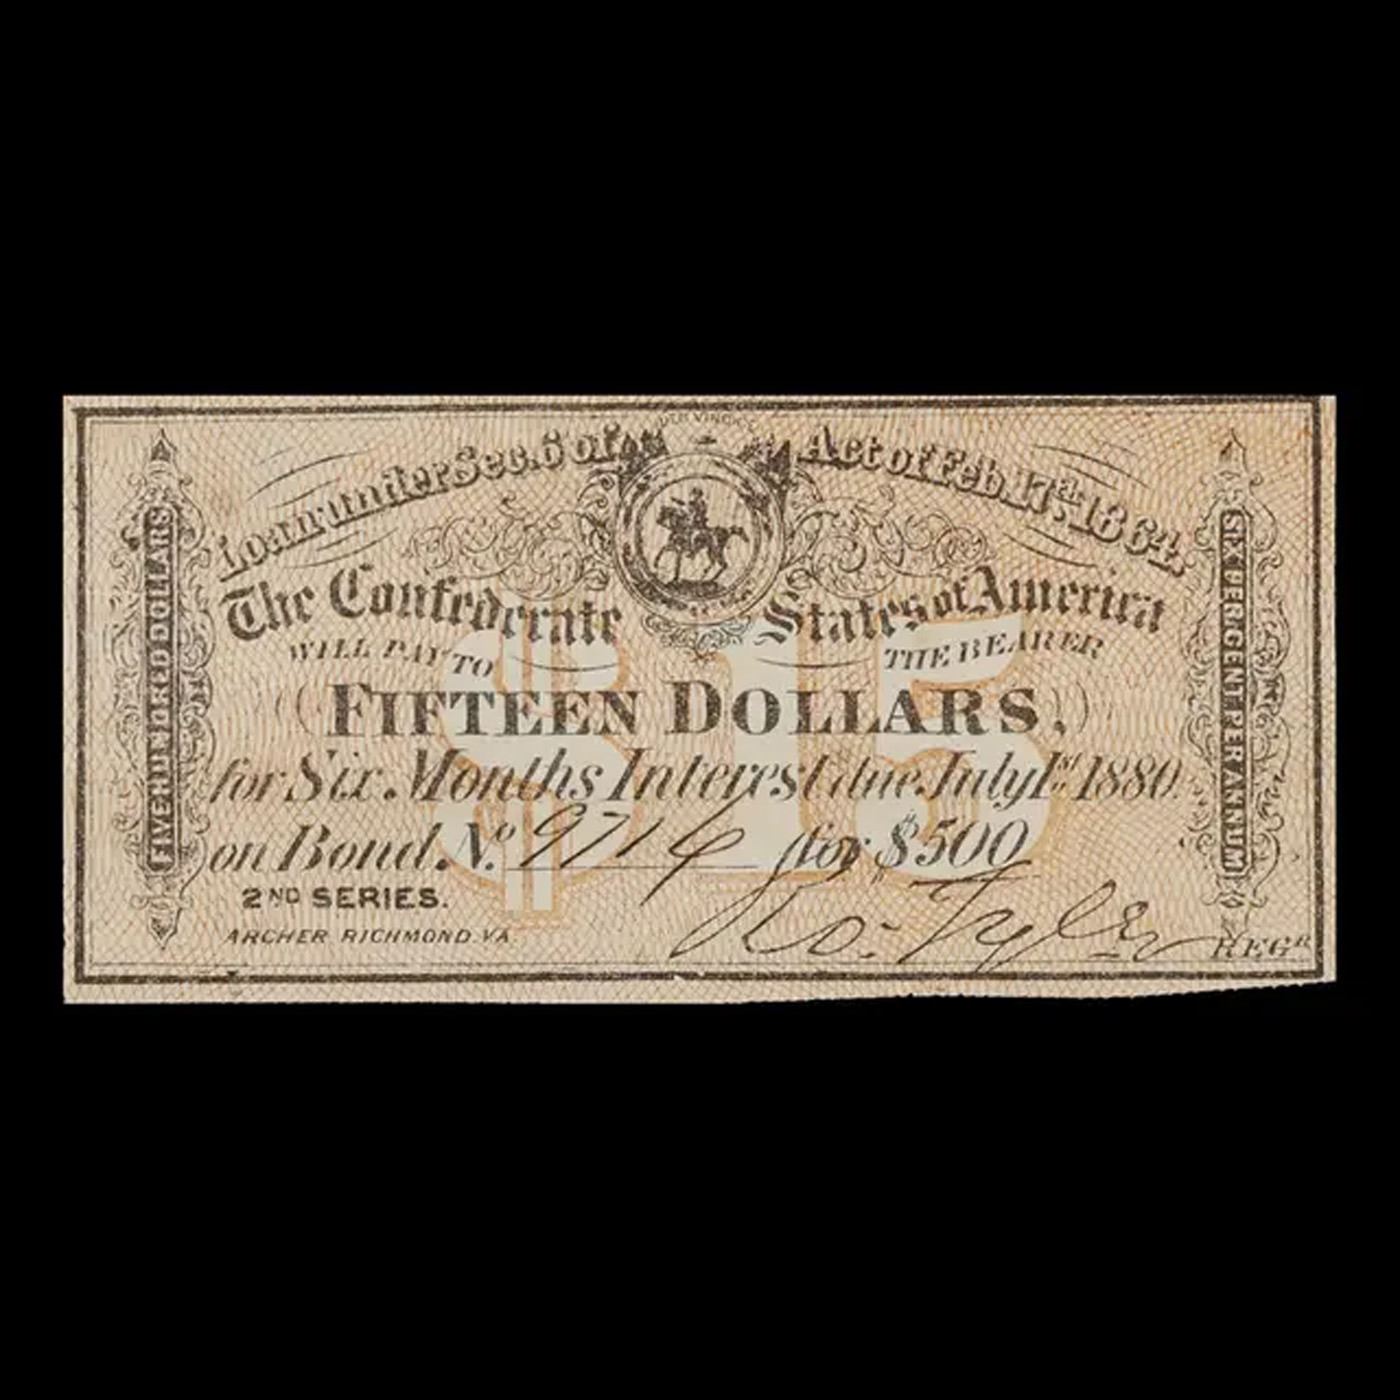 Loan under Sec. 6 of Act of Feb. 17th 1864.
The Confederate States of America
WILL PAY TO THE BEARER
FIFTEEN DOLLARS,
for Six Months Interest due July 1st 1880.
on Bond No. 9714 for $500
2ND SERIES.
ARCHER RICHMOND. VA.
Ro: Tyler REGR
FIVE HUNDRED DOLLARS
SIX PER CENT PER ANNUM
$15